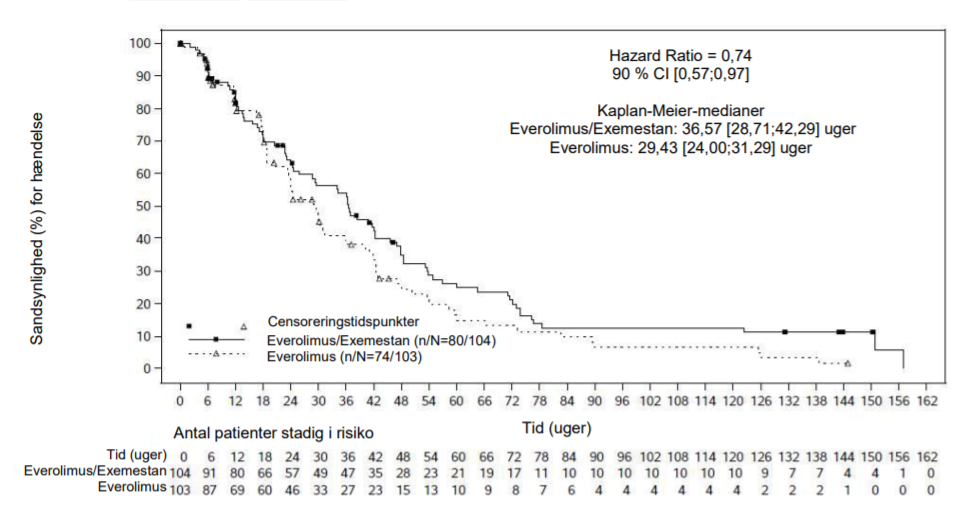 Hazard Ratio = 0,74
90 % CI [0,57;0,97]
Kaplan-Meier-medianer
Everolimus/Exemestan: 36,57 [28,71;42,29] uger
Everolimus: 29,43 [24,00;31,29] uger
Sandsynlighed (%) for hændelse
100
90
80
70
60
50
40
30
20
10
0
Censoreringstidspunkter
Everolimus/Exemestan (n/N=80/104)
Everolimus (n/N=74/103)
0 6 12 18 24 30 36 42 48 54 60 66 72 78 84 90 96 102 108 114 120 126 132 138 144 150 156 162
Tid (uger)
Antal patienter stadig i risiko
Tid (uger) 0 6 12 18 24 30 36 42 48 54 60 66 72 78 84 90 96 102 108 114 120 126 132 138 144 150 156 162
Everolimus/Exemestan 104 91 80 66 57 49 47 35 28 23 21 19 17 11 10 10 10 10 10 10 10 9 7 7 4 4 1 0
Everolimus 103 87 69 60 46 33 27 23 15 13 10 9 8 7 6 4 4 4 4 4 4 2 2 2 1 0 0 0